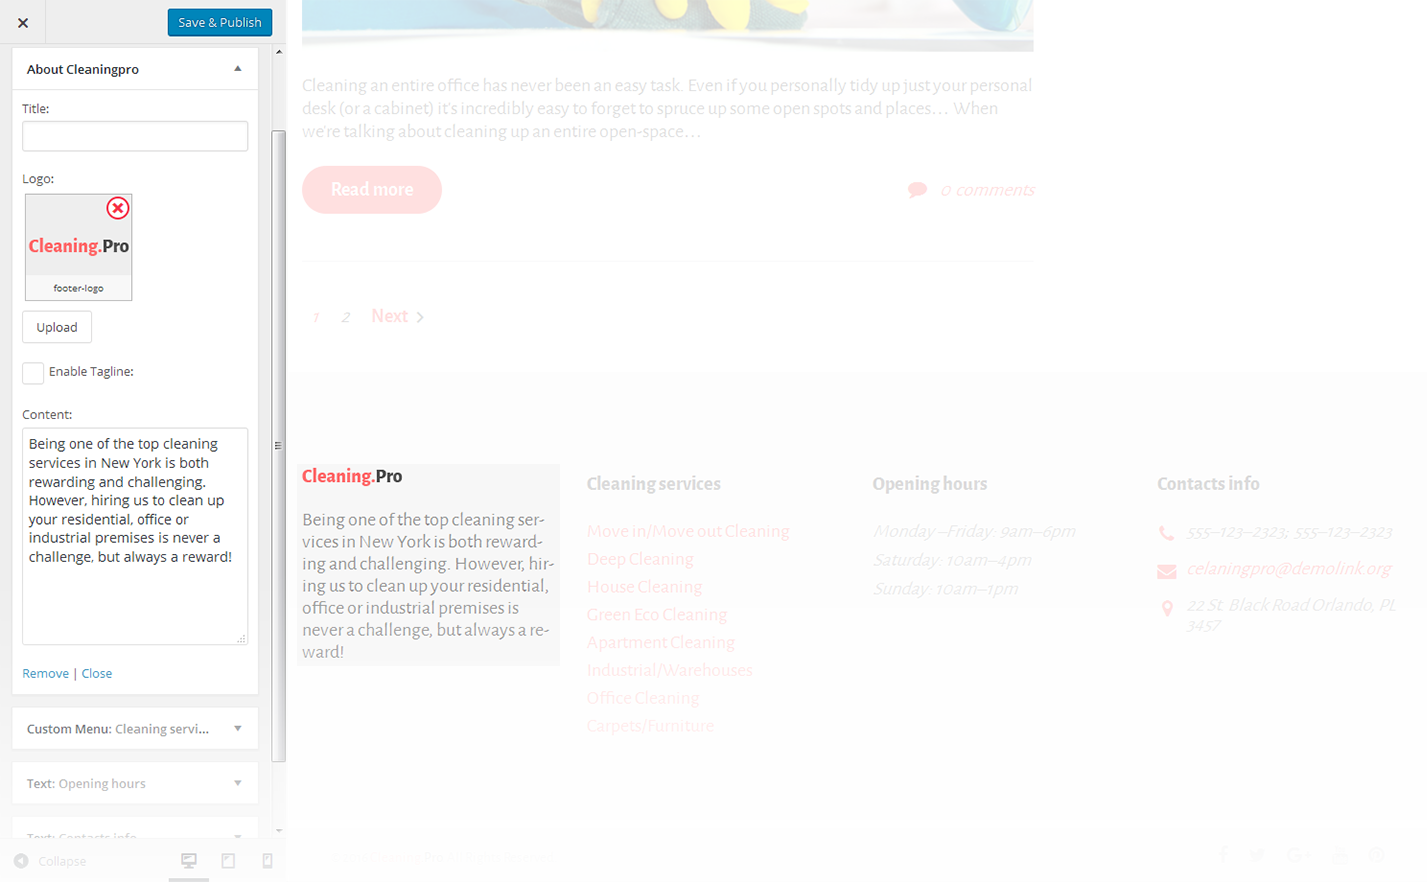 Save & Publish
About Cleaningpro
Title:
Logo:
Cleaning.Pro
footer-logo
Upload
Enable Tagline:
Content:
Being one of the top cleaning
services in New York is both
rewarding and challenging.
However, hiring us to clean up
your residential, office or
industrial premises is never a
challenge, but always a reward!
Remove | Close
Custom Menu: Cleaning servi...
Text: Opening hours
Text: Contacts info
Collapse
Cleaning an entire office has never been an easy task. Even if you personally tidy up just your personal
desk (or a cabinet) it's incredibly easy to forget to spruce up some open spots and places… When
we're talking about cleaning up an entire open-space…
Read more
0 comments
1 2 Next
Cleaning.Pro
Being one of the top cleaning ser-
vices in New York is both reward-
ing and challenging. However, hir-
ing us to clean up your residential,
office or industrial premises is
never a challenge, but always a re-
ward!
Cleaning services
Move in/Move out Cleaning
Deep Cleaning
House Cleaning
Green Eco Cleaning
Apartment Cleaning
Industrial/Warehouses
Office Cleaning
Carpets/Furniture
Opening hours
Monday –Friday: 9am–6pm
Saturday: 10am–4pm
Sunday: 10am–1pm
Contacts info
555–123–2323; 555–123–2323
celaningpro@demolink.org
22 St. Black Road Orlando, PL
3457